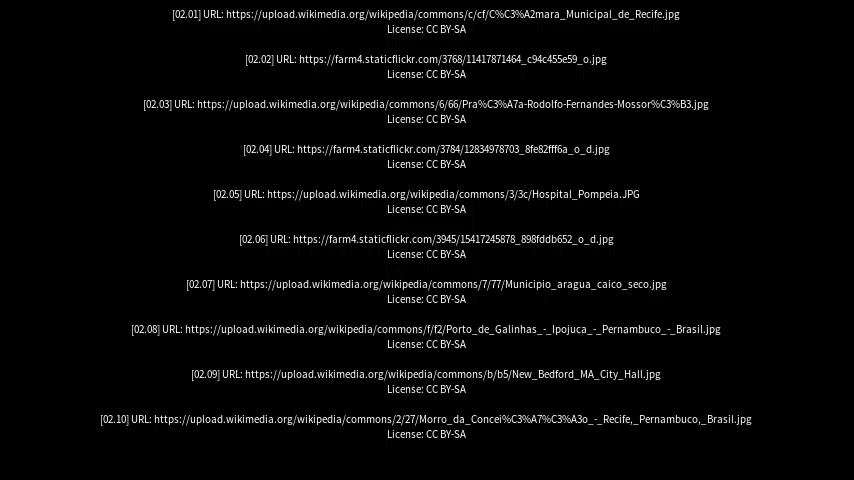 [02.01] URL: https://upload.wikimedia.org/wikipedia/commons/c/cf/C%C3%A2mara_Municipal_de_Recife.jpg
License: CC BY-SA
[02.02] URL: https://farm4.staticflickr.com/3768/11417871464_c94c455e59_o.jpg
License: CC BY-SA
[02.03] URL: https://upload.wikimedia.org/wikipedia/commons/6/66/Pra%C3%A7a-Rodolfo-Fernandes-Mossor%C3%B3.jpg
License: CC BY-SA
[02.04] URL: https://farm4.staticflickr.com/3784/12834978703_8fe82fff6a_o_d.jpg
License: CC BY-SA
[02.05] URL: https://upload.wikimedia.org/wikipedia/commons/3/3c/Hospital_Pompeia.JPG
License: CC BY-SA
[02.06] URL: https://farm4.staticflickr.com/3945/15417245878_898fddb652_o_d.jpg
License: CC BY-SA
[02.07] URL: https://upload.wikimedia.org/wikipedia/commons/7/77/Municipio_aragua_caico_seco.jpg
License: CC BY-SA
[02.08] URL: https://upload.wikimedia.org/wikipedia/commons/f/f2/Porto_de_Galinhas_-_Ipojuca_-_Pernambuco_-_Brasil.jpg
License: CC BY-SA
[02.09] URL: https://upload.wikimedia.org/wikipedia/commons/b/b5/New_Bedford_MA_City_Hall.jpg
License: CC BY-SA
[02.10] URL: https://upload.wikimedia.org/wikipedia/commons/2/27/Morro_da_Concei%C3%A7%C3%A3o_-_Recife,_Pernambuco,_Brasil.jpg
License: CC BY-SA